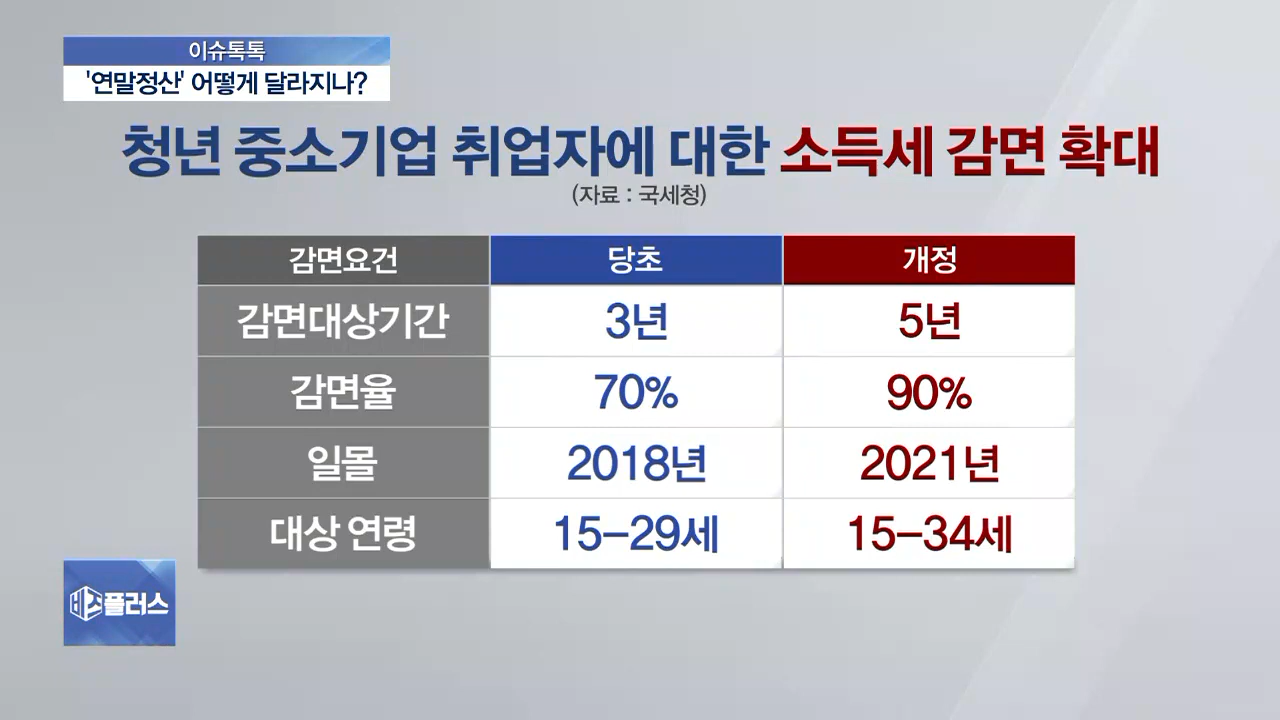 이슈톡톡
'연말정산' 어떻게 달라지나?
청년 중소기업 취업자에 대한 소득세 감면 확대
(자료 : 국세청)
감면요건 당초 개정
감면대상기간 3년 5년
감면율 70% 90%
일몰 2018년 2021년
대상 연령 15-29세 15-34세
비즈플러스